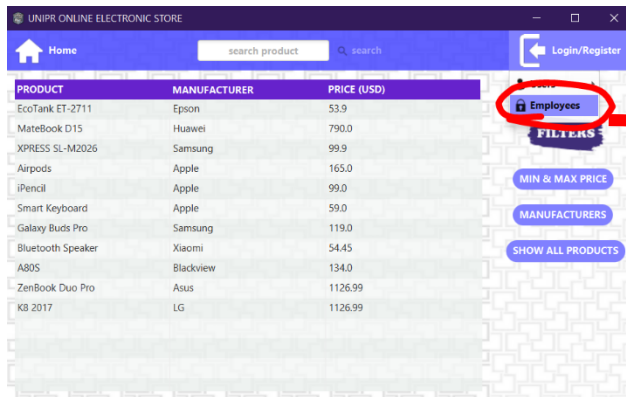 UNIPR ONLINE ELECTRONIC STORE
Home search product search Login/Register
Users
Employees
FILTERS
MIN & MAX PRICE
MANUFACTURERS
SHOW ALL PRODUCTS
PRODUCT MANUFACTURER PRICE (USD)
EcoTank ET-2711 Epson 53.9
MateBook D15 Huawei 790.0
XPRESS SL-M2026 Samsung 99.9
Airpods Apple 165.0
iPencil Apple 99.0
Smart Keyboard Apple 59.0
Galaxy Buds Pro Samsung 119.0
Bluetooth Speaker Xiaomi 54.45
A80S Blackview 134.0
ZenBook Duo Pro Asus 1126.99
K8 2017 LG 1126.99